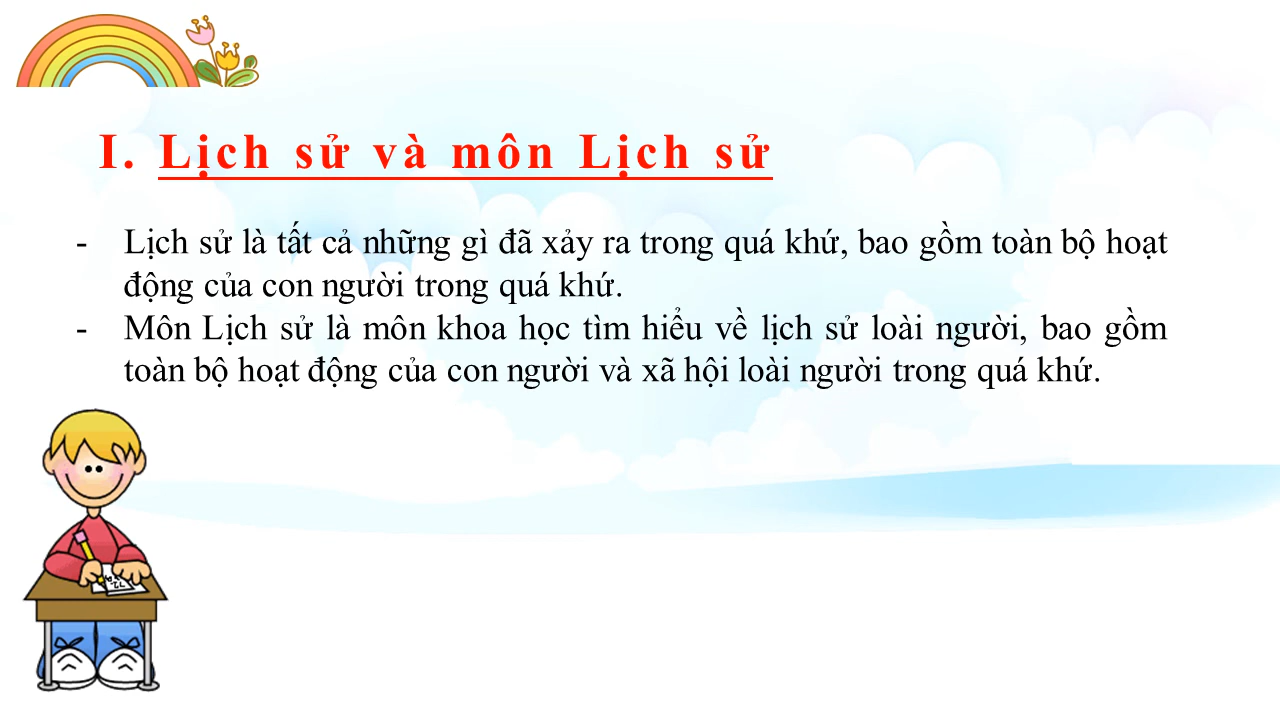 I. Lịch sử và môn Lịch sử
- Lịch sử là tất cả những gì đã xảy ra trong quá khứ, bao gồm toàn bộ hoạt
động của con người trong quá khứ.
- Môn Lịch sử là môn khoa học tìm hiểu về lịch sử loài người, bao gồm
toàn bộ hoạt động của con người và xã hội loài người trong quá khứ.